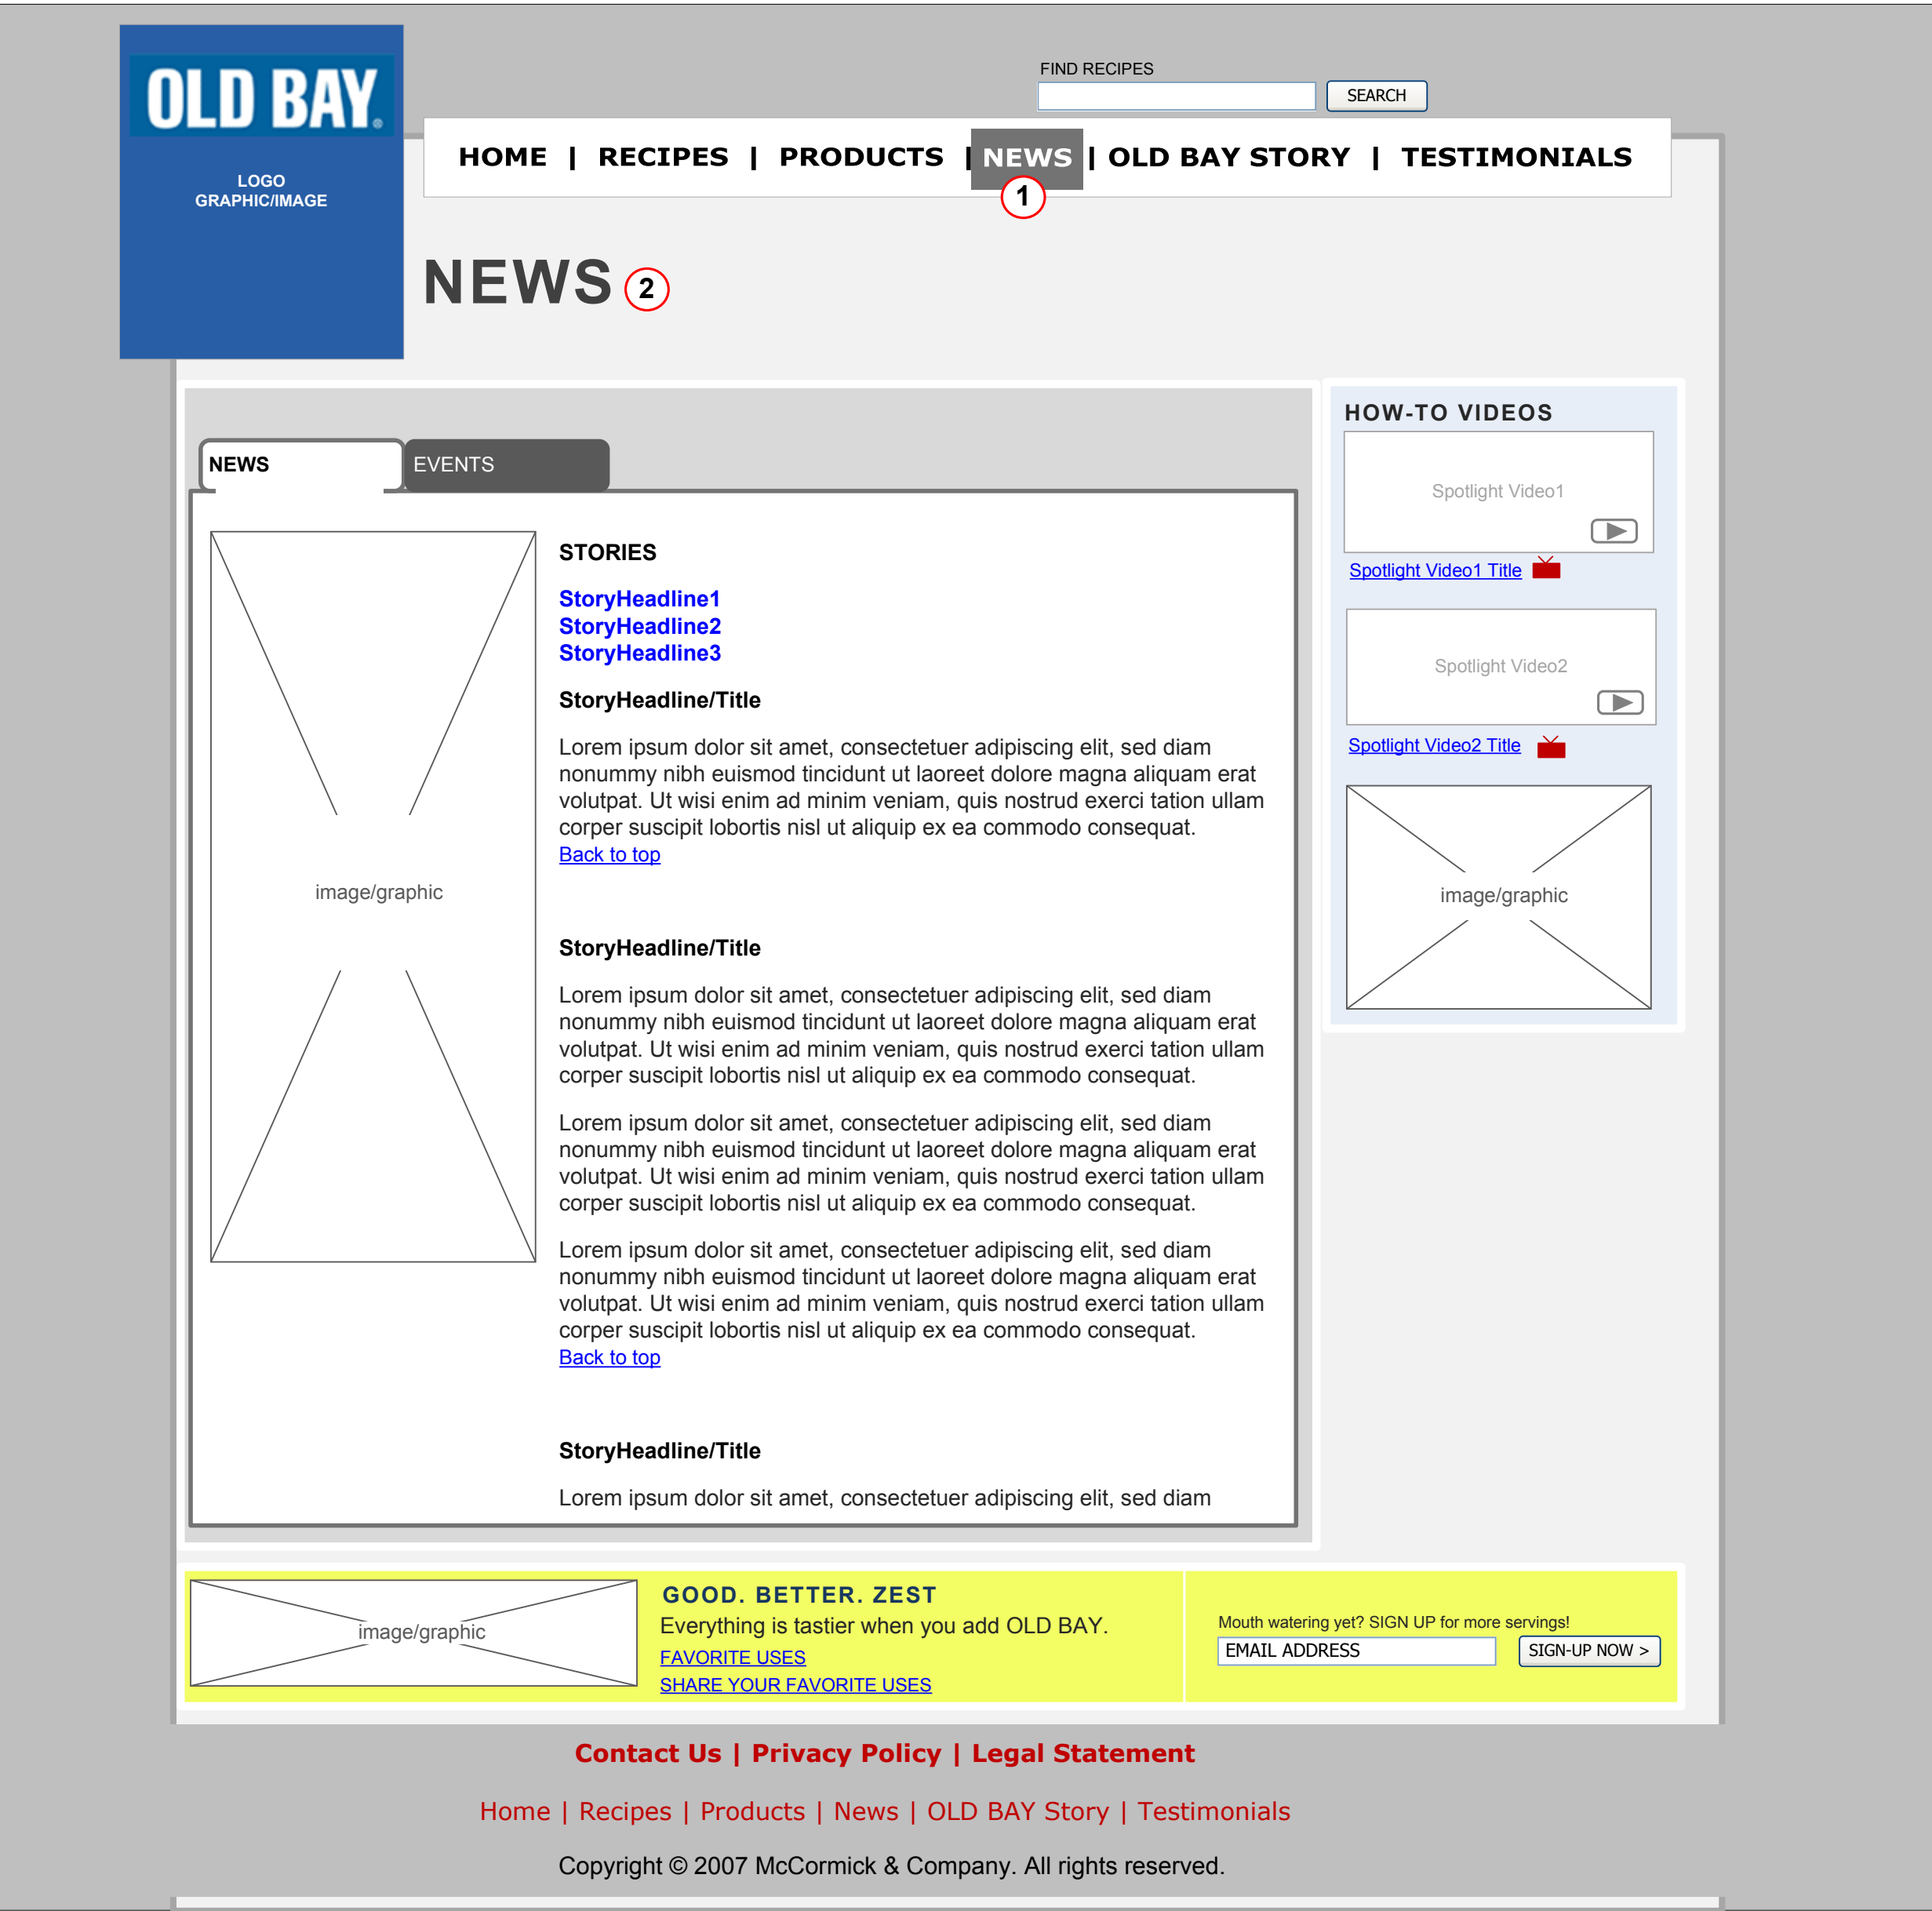 OLD BAY®
LOGO
GRAPHIC/IMAGE
FIND RECIPES
SEARCH
HOME | RECIPES | PRODUCTS | NEWS | OLD BAY STORY | TESTIMONIALS
1
NEWS 2
NEWS
EVENTS
image/graphic
STORIES
StoryHeadline1
StoryHeadline2
StoryHeadline3
StoryHeadline/Title
Lorem ipsum dolor sit amet, consectetuer adipiscing elit, sed diam
nonummy nibh euismod tincidunt ut laoreet dolore magna aliquam erat
volutpat. Ut wisi enim ad minim veniam, quis nostrud exerci tation ullam
corper suscipit lobortis nisl ut aliquip ex ea commodo consequat.
Back to top
StoryHeadline/Title
Lorem ipsum dolor sit amet, consectetuer adipiscing elit, sed diam
nonummy nibh euismod tincidunt ut laoreet dolore magna aliquam erat
volutpat. Ut wisi enim ad minim veniam, quis nostrud exerci tation ullam
corper suscipit lobortis nisl ut aliquip ex ea commodo consequat.
Lorem ipsum dolor sit amet, consectetuer adipiscing elit, sed diam
nonummy nibh euismod tincidunt ut laoreet dolore magna aliquam erat
volutpat. Ut wisi enim ad minim veniam, quis nostrud exerci tation ullam
corper suscipit lobortis nisl ut aliquip ex ea commodo consequat.
Lorem ipsum dolor sit amet, consectetuer adipiscing elit, sed diam
nonummy nibh euismod tincidunt ut laoreet dolore magna aliquam erat
volutpat. Ut wisi enim ad minim veniam, quis nostrud exerci tation ullam
corper suscipit lobortis nisl ut aliquip ex ea commodo consequat.
Back to top
StoryHeadline/Title
Lorem ipsum dolor sit amet, consectetuer adipiscing elit, sed diam
HOW-TO VIDEOS
Spotlight Video1
Spotlight Video1 Title
Spotlight Video2
Spotlight Video2 Title
image/graphic
image/graphic
GOOD. BETTER. ZEST
Everything is tastier when you add OLD BAY.
FAVORITE USES
SHARE YOUR FAVORITE USES
Mouth watering yet? SIGN UP for more servings!
EMAIL ADDRESS
SIGN-UP NOW >
Contact Us | Privacy Policy | Legal Statement
Home | Recipes | Products | News | OLD BAY Story | Testimonials
Copyright © 2007 McCormick & Company. All rights reserved.